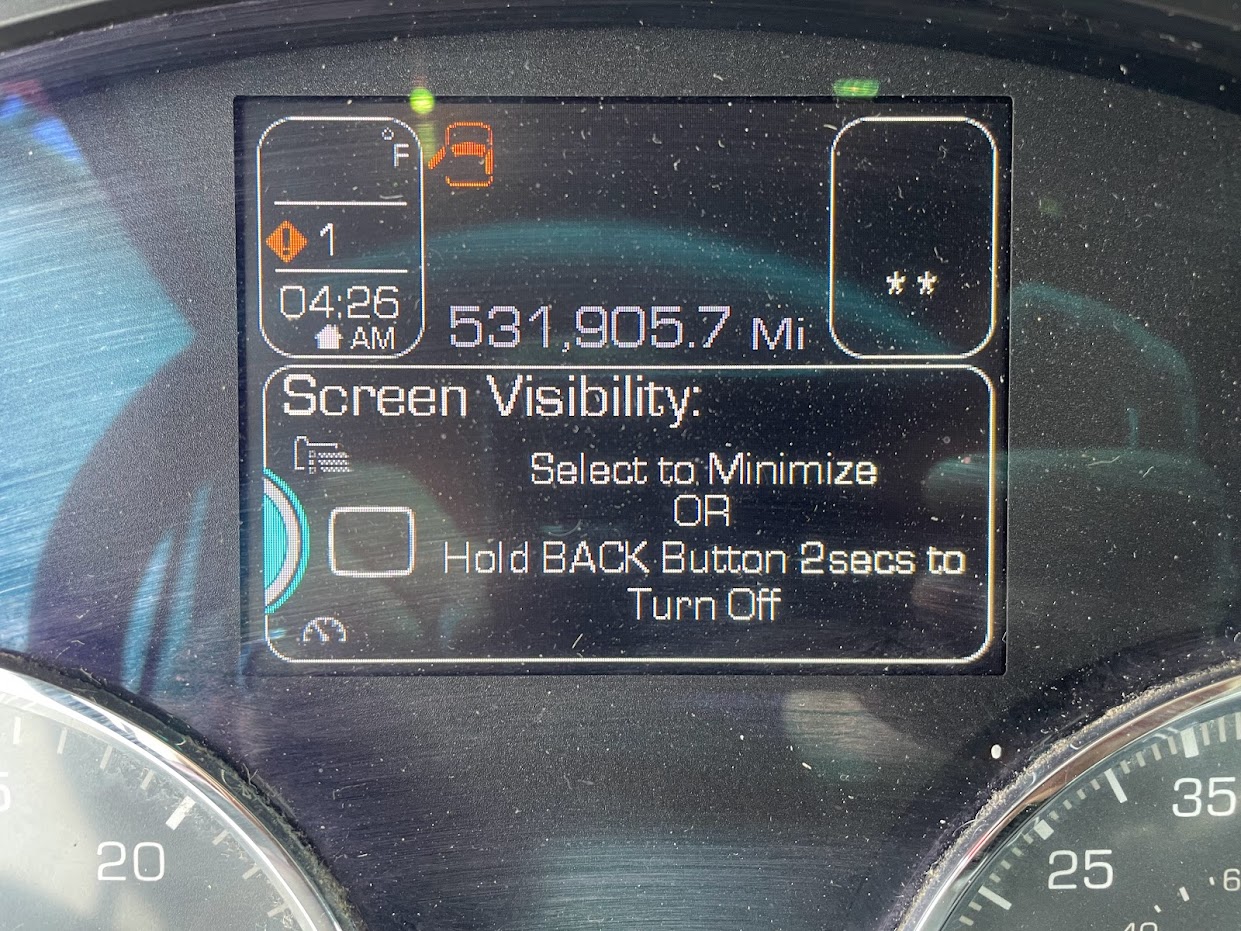 °F
1
04:26
AM
531,905.7 Mi
**
Screen Visibility:
Select to Minimize
OR
Hold BACK Button 2secs to
Turn Off
20
35
25